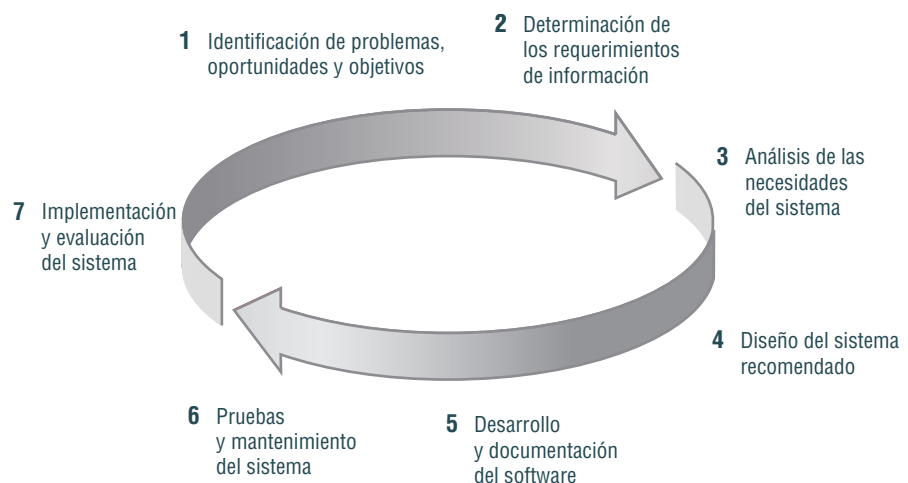 1 Identificación de problemas,
oportunidades y objetivos
2 Determinación de
los requerimientos
de información
3 Análisis de las
necesidades
del sistema
4 Diseño del sistema
recomendado
5 Desarrollo
y documentación
del software
6 Pruebas
y mantenimiento
del sistema
7 Implementación
y evaluación
del sistema